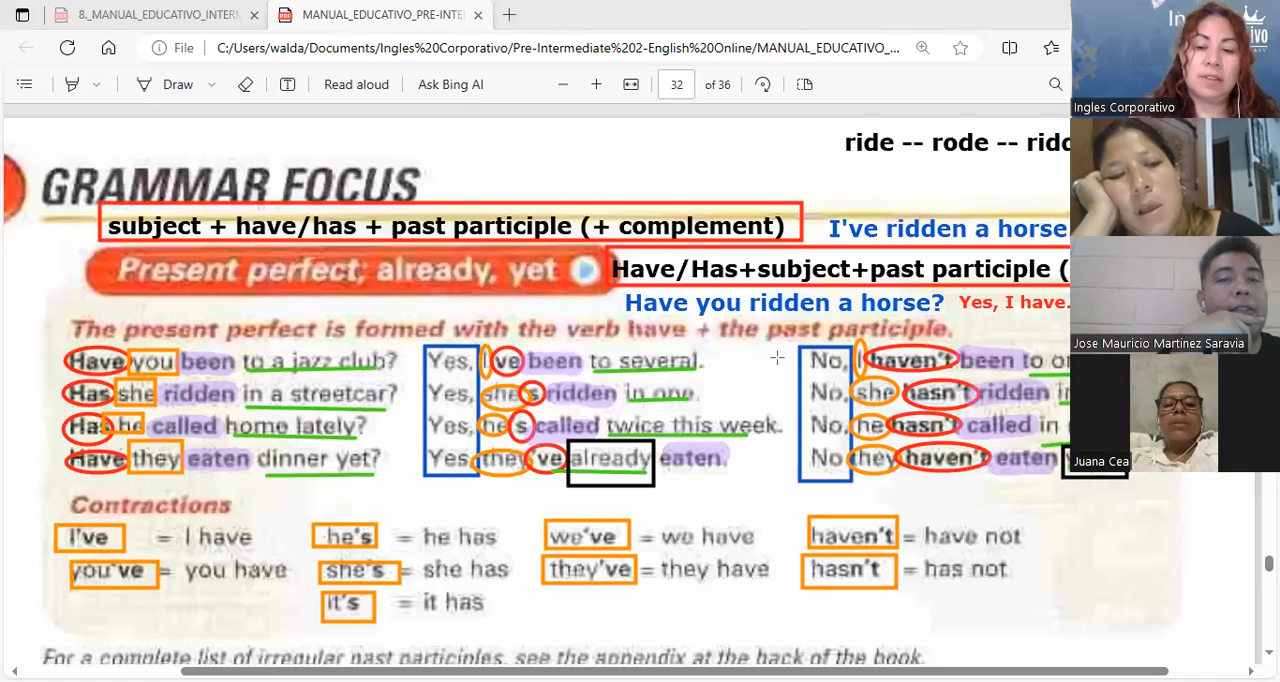 8._MANUAL_EDUCATIVO_INTERM
MANUAL_EDUCATIVO_PRE-INTE
File
C:/Users/walda/Documents/Ingles%20Corporativo/Pre-Intermediate%202-English%20Online/MANUAL_EDUCATIVO_...
Draw
Read aloud
Ask Bing AI
32 of 36
Ingles Corporativo
Jose Mauricio Martinez Saravia
Juana Cea
ride -- rode -- ridd
GRAMMAR FOCUS
subject + have/has + past participle (+ complement)
I've ridden a horse
Present perfect; already, yet
Have/Has+subject+past participle (
Have you ridden a horse? Yes, I have.
The present perfect is formed with the verb have + the past participle.
Have you been to a jazz club? Yes, I've been to several. No, I haven't been to
Has she ridden in a streetcar? Yes, she's ridden in one. No, she hasn't ridden
Has he called home lately? Yes, he's called twice this week. No, he hasn't called in
Have they eaten dinner yet? Yes, they've already eaten. No they haven't eaten
Contractions
I've = I have he's = he has we've = we have haven't = have not
you've = you have she's = she has they've = they have hasn't = has not
it's = it has
For a complete list of irregular past participles, see the appendix at the back of the book.